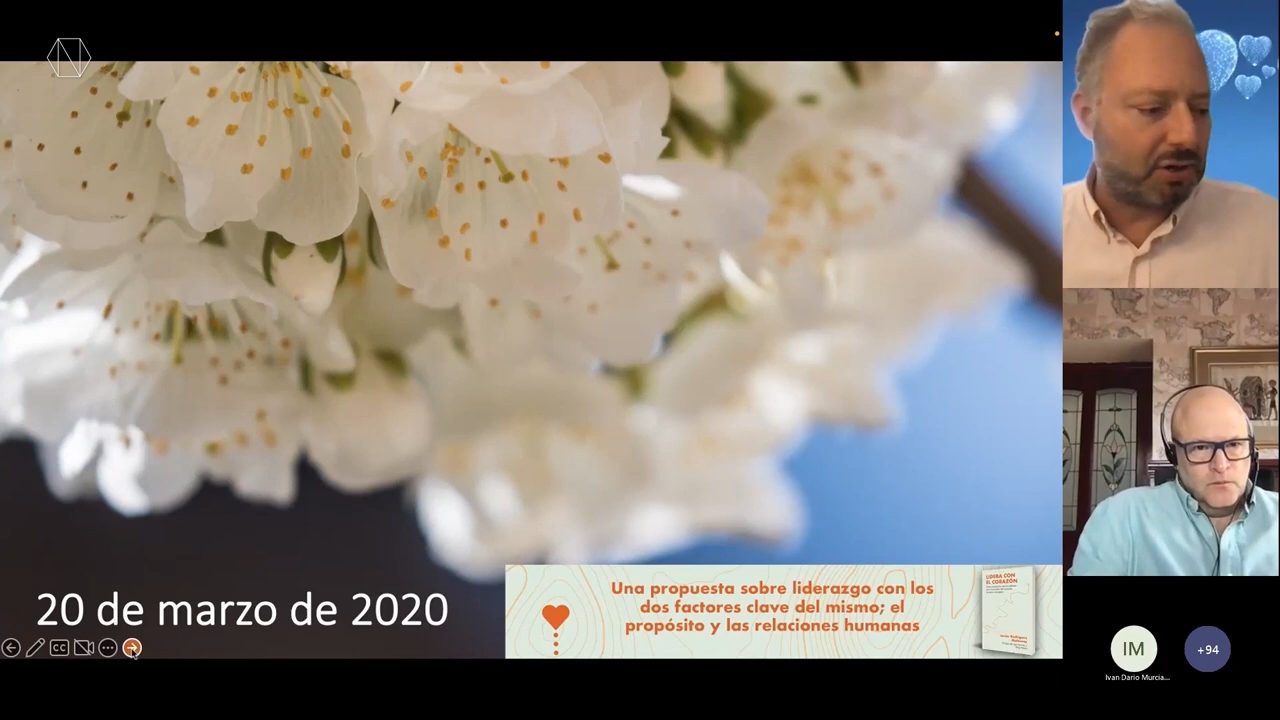 20 de marzo de 2020
CC
Una propuesta sobre liderazgo con los
dos factores clave del mismo; el
propósito y las relaciones humanas
LIDERA CON
EL CORAZÓN
IM
Ivan Dario Murcia...
+94